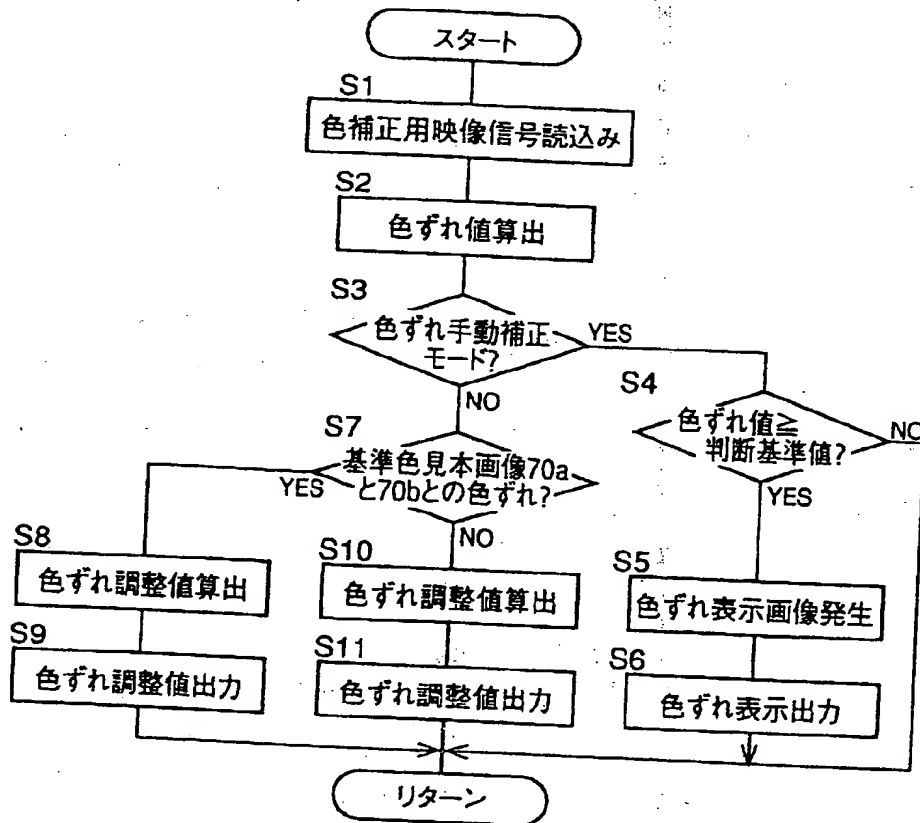 スタート
S1
色補正用映像信号読込み
S2
色ずれ値算出
S3
色ずれ手動補正
モード?
YES
NO
S4
色ずれ値≧
判断基準値?
NO
YES
S7
基準色見本画像70a
と70bとの色ずれ?
YES
NO
S8
色ずれ調整値算出
S10
色ずれ調整値算出
S5
色ずれ表示画像発生
S9
色ずれ調整値出力
S11
色ずれ調整値出力
S6
色ずれ表示出力
リターン